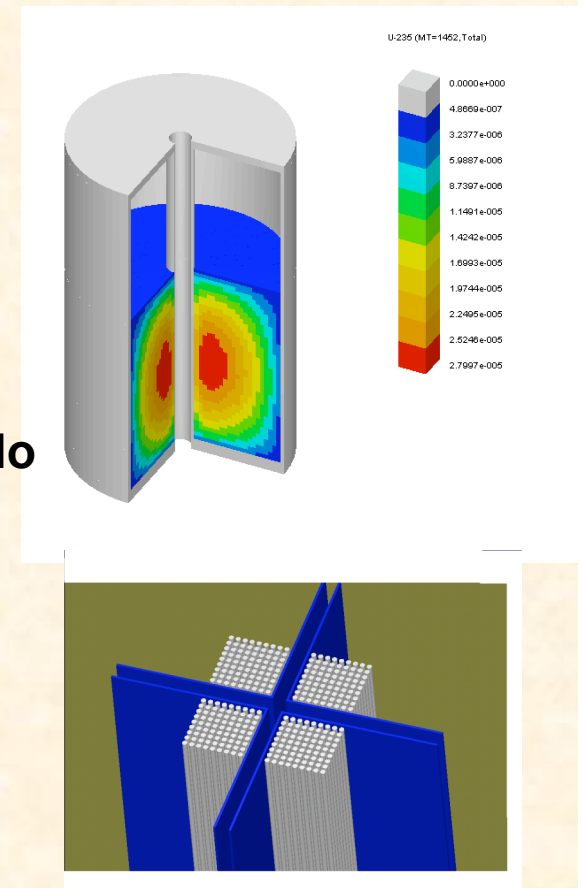 U-235 (MT=1452,Total)
0.0000e+000
4.8669e-007
3.2377e-006
5.9887e-006
8.7397e-006
1.1491e-005
1.4242e-005
1.6993e-005
1.9744e-005
2.2495e-005
2.5246e-005
2.7997e-005
lo